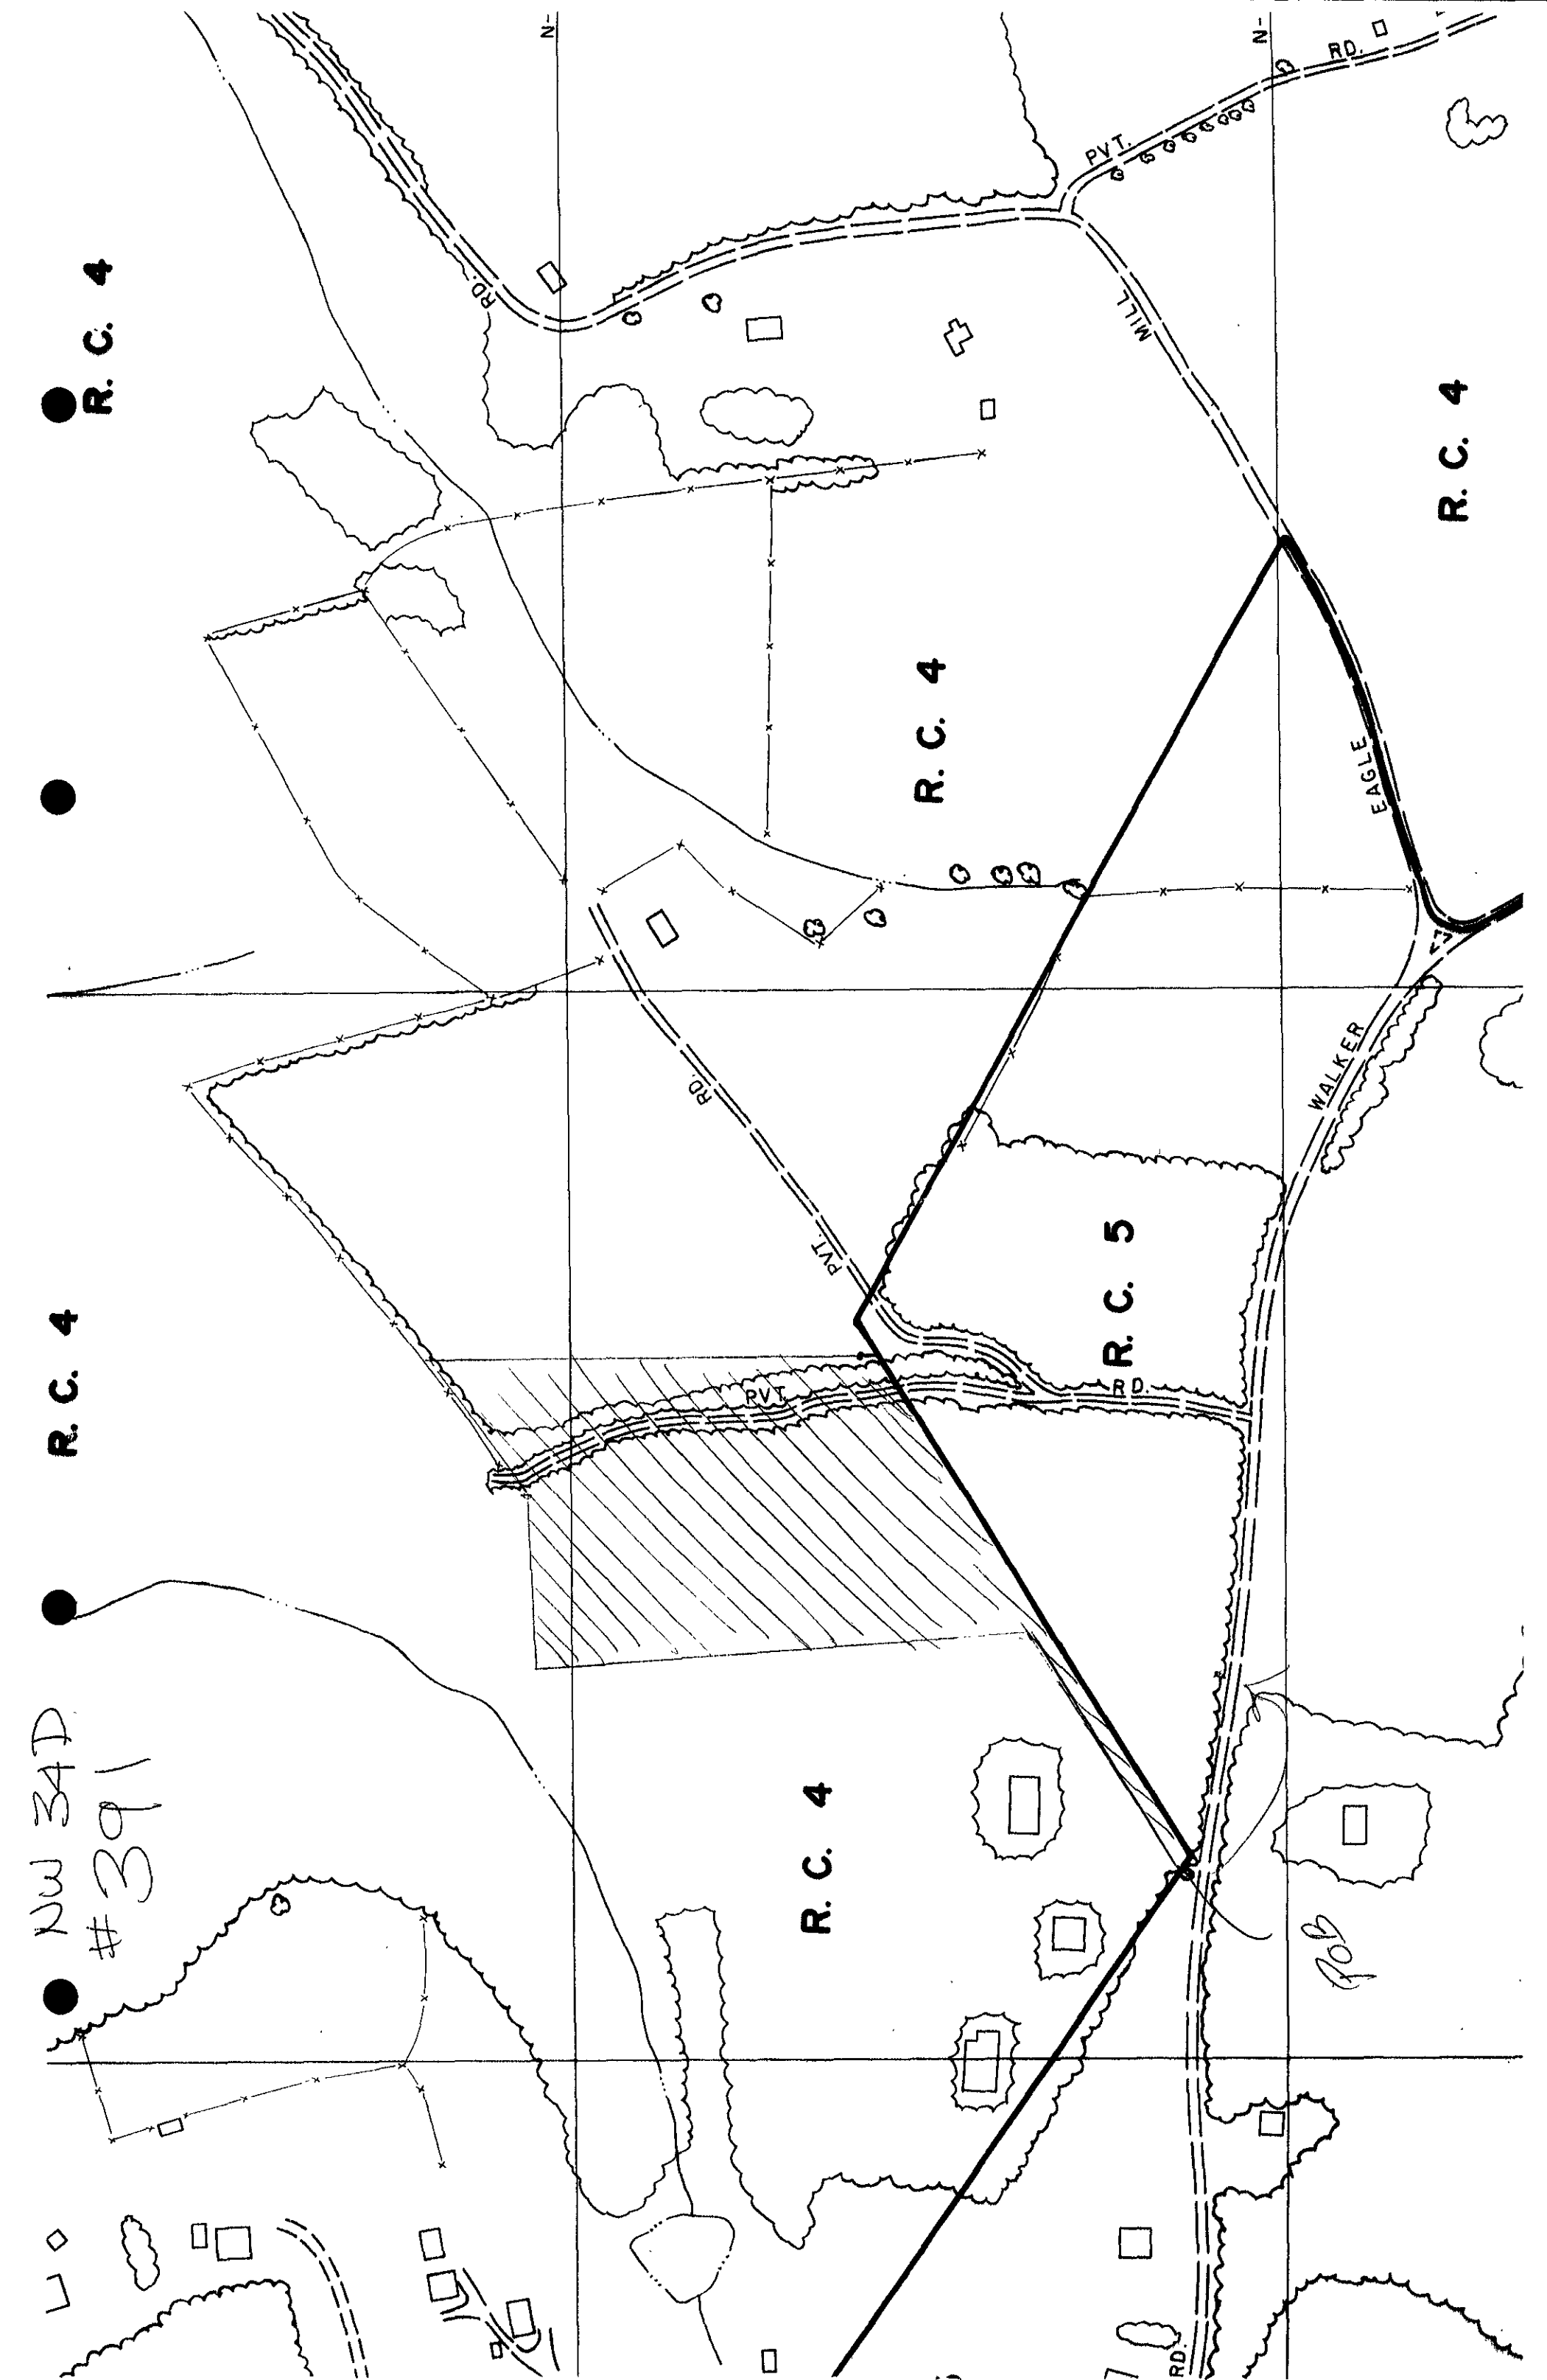 NW 34D
#391
R. C. 4
R. C. 4
R. C. 4
R. C. 4
R. C. 4
R. C. 5
N-
N-
RD.
PVT.
RD.
MILL
EAGLE
WALKER
RD.
PVT.
RD.
PVT
RD.
ROB